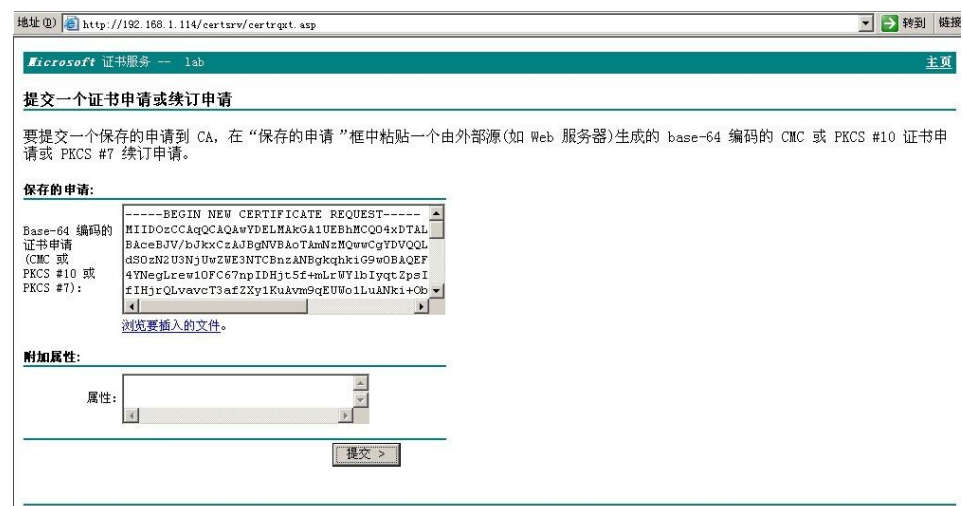 地址(D) http://192.168.1.114/certsrv/certrqxt.asp 转到 链接
Microsoft 证书服务 -- lab 主页
提交一个证书申请或续订申请
要提交一个保存的申请到 CA，在“保存的申请 ”框中粘贴一个由外部源(如 Web 服务器)生成的 base-64 编码的 CMC 或 PKCS #10 证书申
请或 PKCS #7 续订申请。
保存的申请:
Base-64 编码的
证书申请
(CMC 或
PKCS #10 或
PKCS #7):
-----BEGIN NEW CERTIFICATE REQUEST-----
MIIDOzCCAqQCAQAwYDELMAkGA1UEBhMCQO4xDTAL
BAceBJV/bJkxCzAJBgNVBAoTAmNzMQwwCgYDVQQL
dSOzN2U3NjUwZWE3NTCBnzANBgkqhkiG9w0BAQEF
4YNegLrew1OFC67npIDHjt5f+mLrWYlbIyqtZpsI
fIHjrQLvavcT3afZXy1KuAvm9qEUWo1LuANki+Ob
浏览要插入的文件。
附加属性:
属性:
提交 >